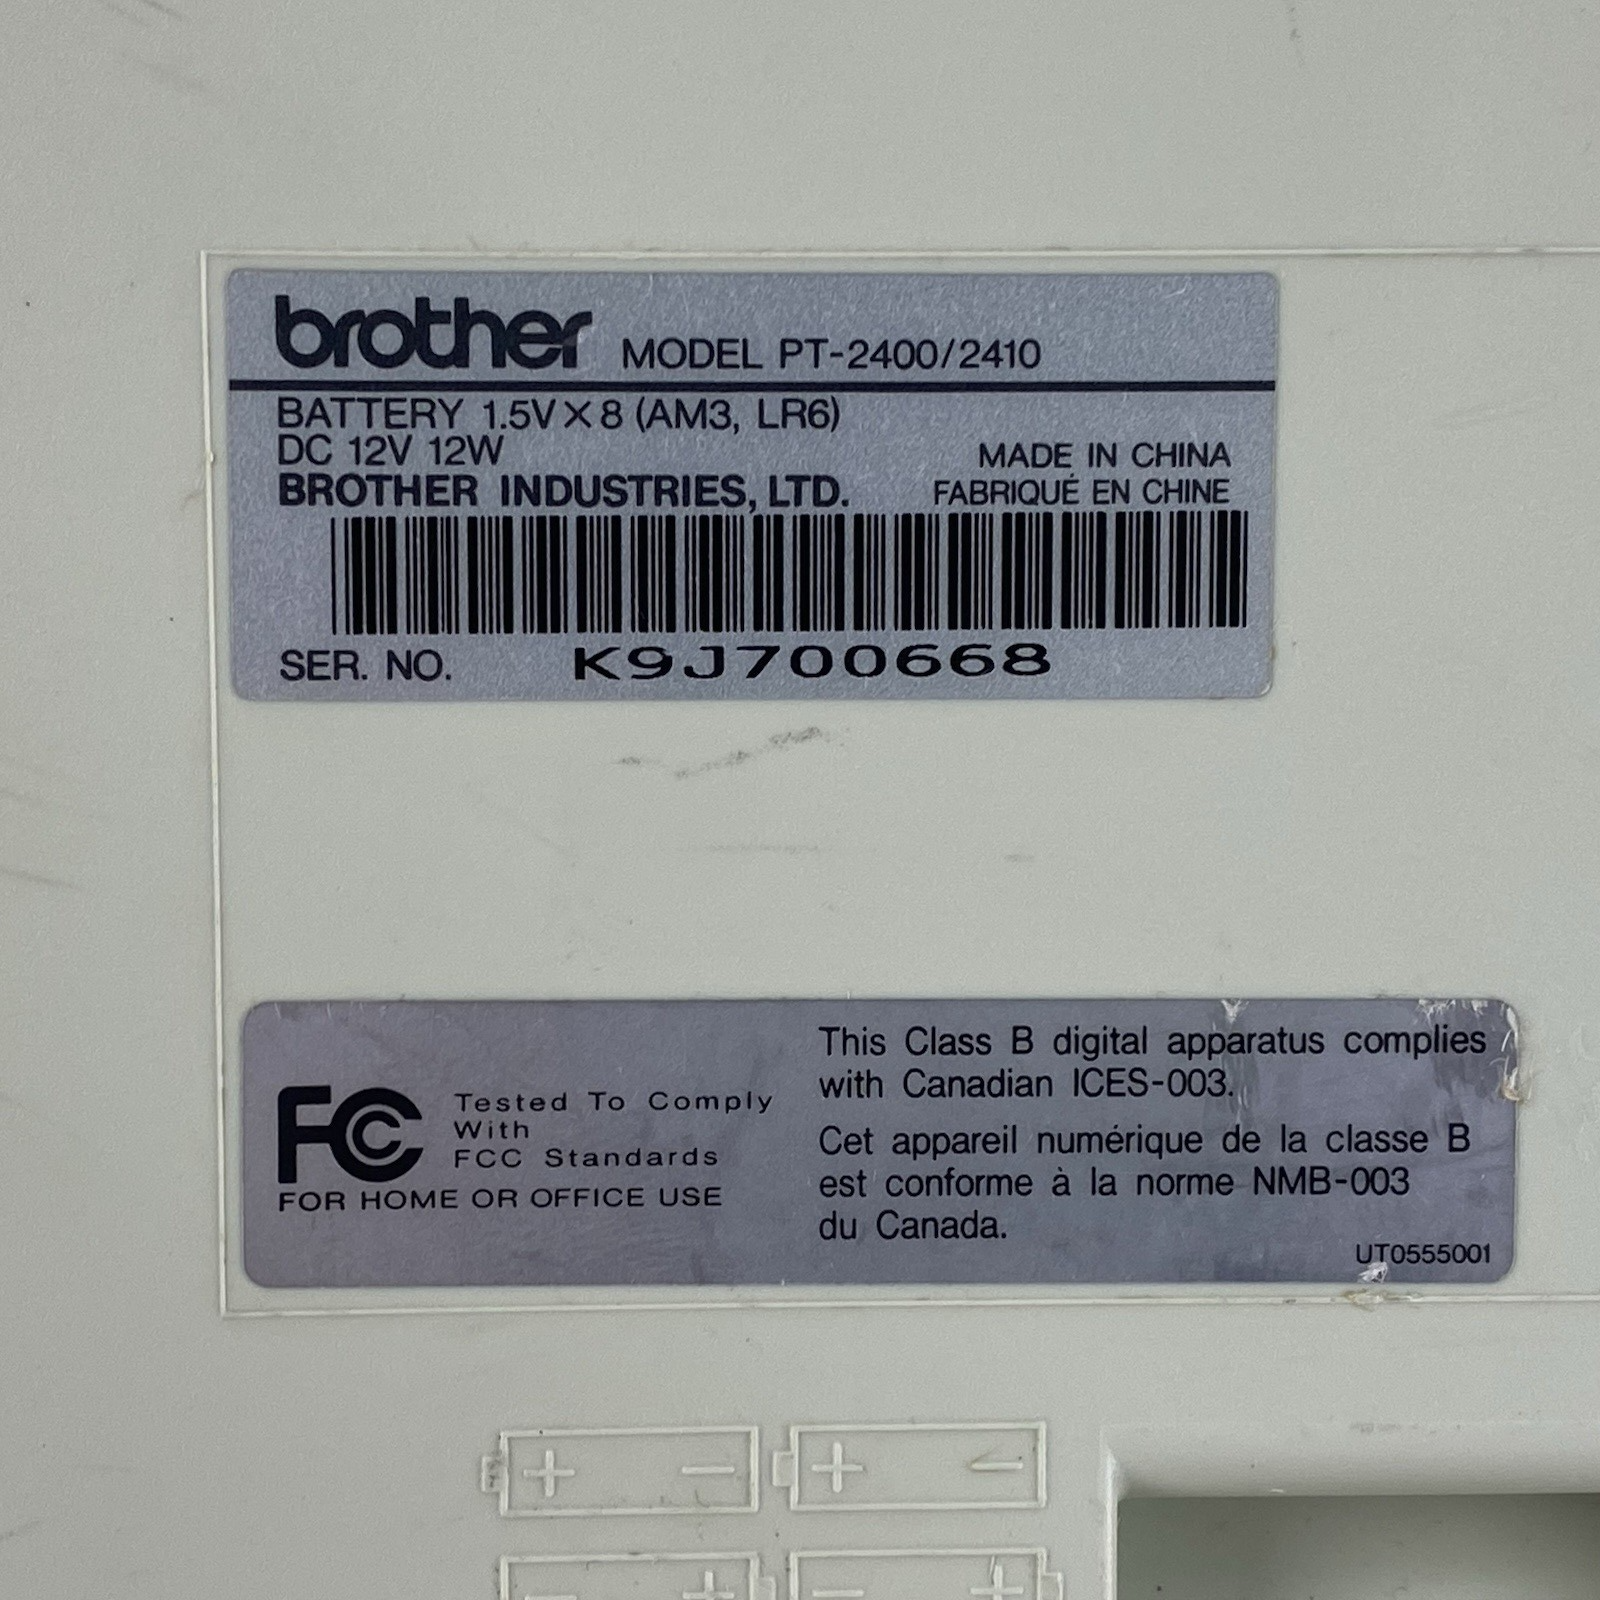 brother MODEL PT-2400/2410
BATTERY 1.5V×8 (AM3, LR6)
DC 12V 12W
MADE IN CHINA
BROTHER INDUSTRIES, LTD.
FABRIQUÉ EN CHINE
SER. NO. K9J700668
FC Tested To Comply
With
FCC Standards
FOR HOME OR OFFICE USE
This Class B digital apparatus complies
with Canadian ICES-003.
Cet appareil numérique de la classe B
est conforme à la norme NMB-003
du Canada.
UT0555001
+ − + −
− + − +